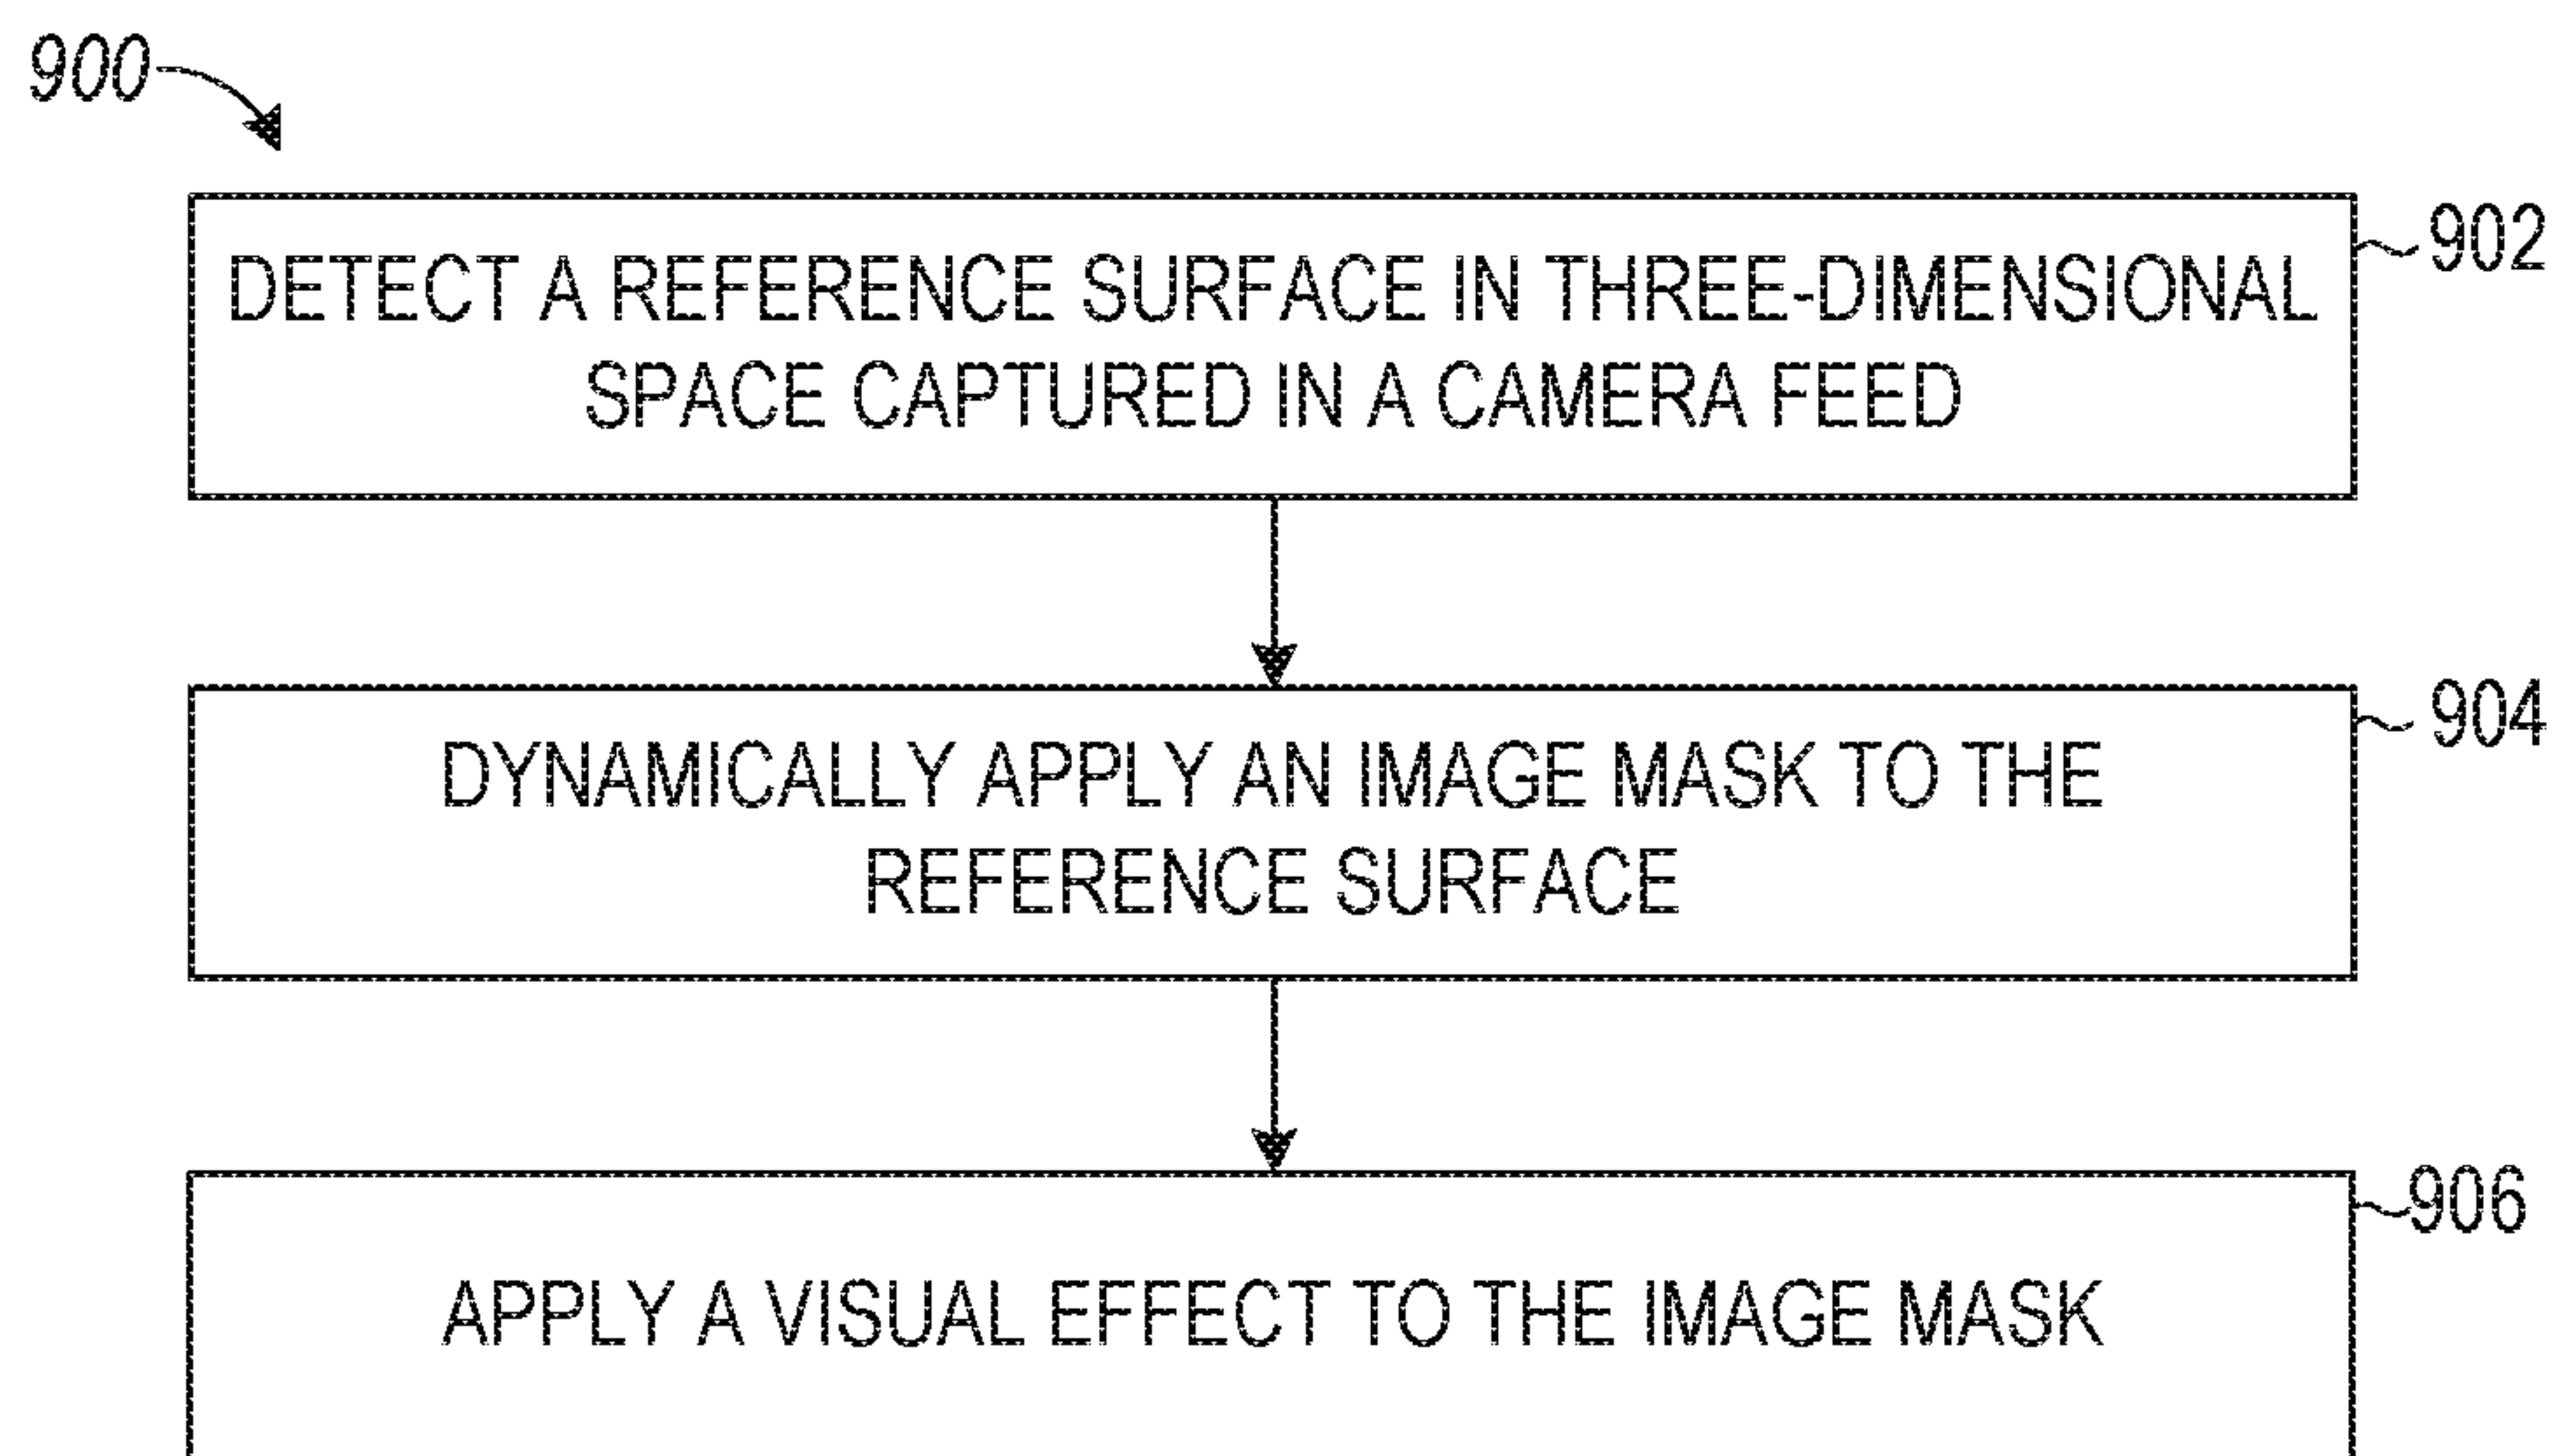 900
902
DETECT A REFERENCE SURFACE IN THREE-DIMENSIONAL
SPACE CAPTURED IN A CAMERA FEED
904
DYNAMICALLY APPLY AN IMAGE MASK TO THE
REFERENCE SURFACE
906
APPLY A VISUAL EFFECT TO THE IMAGE MASK